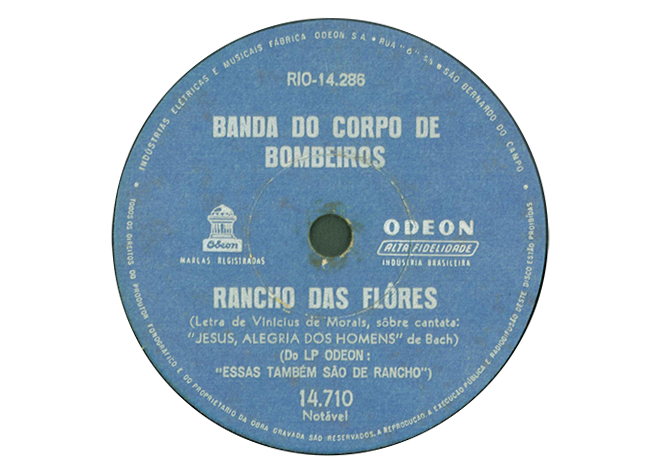 INDÚSTRIAS ELÉTRICAS E MUSICAIS FÁBRICA ODEON S.A. • RUA
• SÃO BERNARDO DO CAMPO •
RIO-14.286
BANDA DO CORPO DE
BOMBEIROS
Odeon
MARCAS REGISTRADAS
ODEON
ALTA FIDELIDADE
INDÚSTRIA BRASILEIRA
RANCHO DAS FLÔRES
(Letra de Vinicius de Morais, sôbre cantata:
"JESUS, ALEGRIA DOS HOMENS" de Bach)
(Do LP ODEON:
"ESSAS TAMBÉM SÃO DE RANCHO")
14.710
Notável
TODOS OS DIREITOS DO PRODUTOR FONOGRÁFICO E DO PROPRIETÁRIO DA OBRA GRAVADA SÃO RESERVADOS. A REPRODUÇÃO A EXECUÇÃO PÚBLICA E RADIODIFUSÃO DESTE DISCO ESTÃO PROIBIDAS